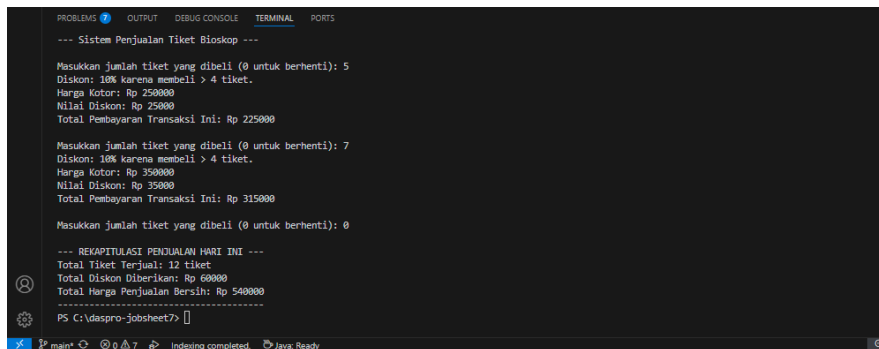 PROBLEMS 7 OUTPUT DEBUG CONSOLE TERMINAL PORTS
--- Sistem Penjualan Tiket Bioskop ---
Masukkan jumlah tiket yang dibeli (0 untuk berhenti): 5
Diskon: 10% karena membeli > 4 tiket.
Harga Kotor: Rp 250000
Nilai Diskon: Rp 25000
Total Pembayaran Transaksi Ini: Rp 225000
Masukkan jumlah tiket yang dibeli (0 untuk berhenti): 7
Diskon: 10% karena membeli > 4 tiket.
Harga Kotor: Rp 350000
Nilai Diskon: Rp 35000
Total Pembayaran Transaksi Ini: Rp 315000
Masukkan jumlah tiket yang dibeli (0 untuk berhenti): 0
--- REKAPITULASI PENJUALAN HARI INI ---
Total Tiket Terjual: 12 tiket
Total Diskon Diberikan: Rp 60000
Total Harga Penjualan Bersih: Rp 540000
---------------------------------------
PS C:\daspro-jobsheet7>
main* 0 7 Indexing completed. Java: Ready